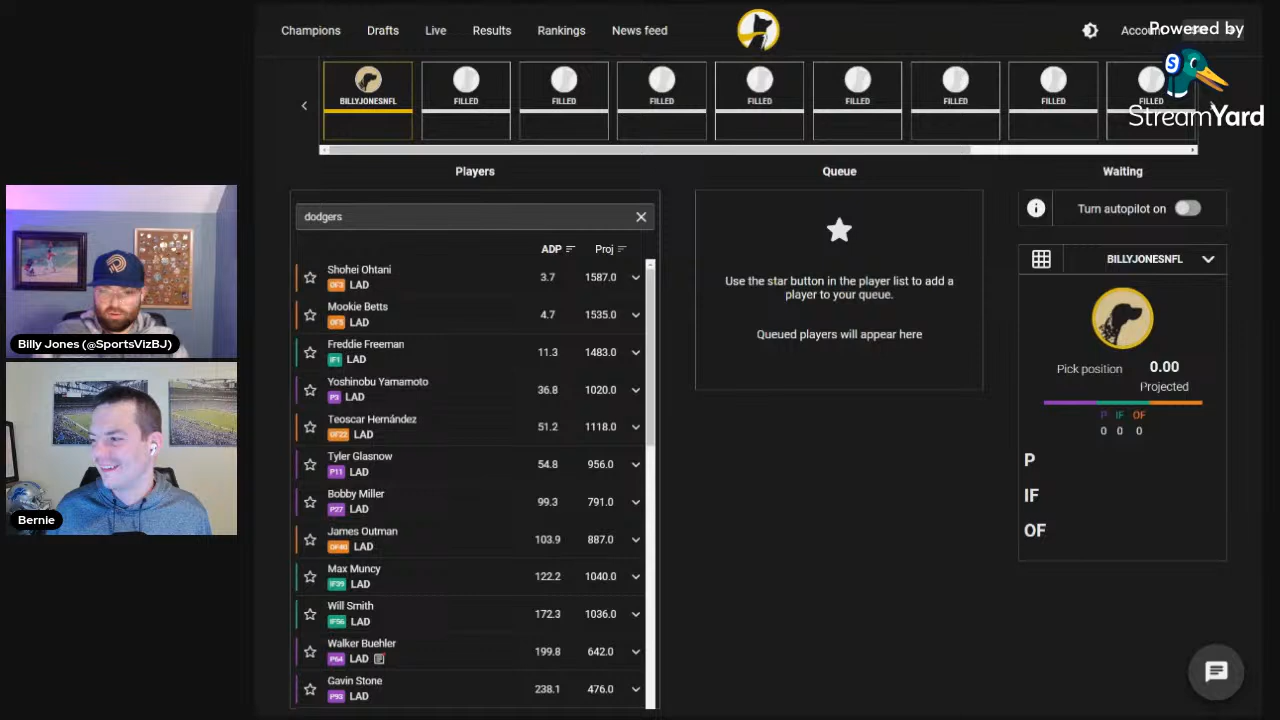 Champions Drafts Live Results Rankings News feed
Powered by
StreamYard
BILLYJONESNFL FILLED FILLED FILLED FILLED FILLED FILLED FILLED FILLED
Players Queue Waiting
dodgers
ADP Proj
Shohei Ohtani
OF3 LAD 3.7 1587.0
Mookie Betts
OF5 LAD 4.7 1535.0
Freddie Freeman
IF1 LAD 11.3 1483.0
Yoshinobu Yamamoto
P3 LAD 36.8 1020.0
Teoscar Hernández
OF22 LAD 51.2 1118.0
Tyler Glasnow
P11 LAD 54.8 956.0
Bobby Miller
P27 LAD 99.3 791.0
James Outman
OF40 LAD 103.9 887.0
Max Muncy
IF39 LAD 122.2 1040.0
Will Smith
IF56 LAD 172.3 1036.0
Walker Buehler
P64 LAD 199.8 642.0
Gavin Stone
P93 LAD 238.1 476.0
Use the star button in the player list to add a
player to your queue.
Queued players will appear here
Turn autopilot on
BILLYJONESNFL
Pick position 0.00
Projected
P IF OF
0 0 0
P
IF
OF
Billy Jones (@SportsVizBJ)
Bernie